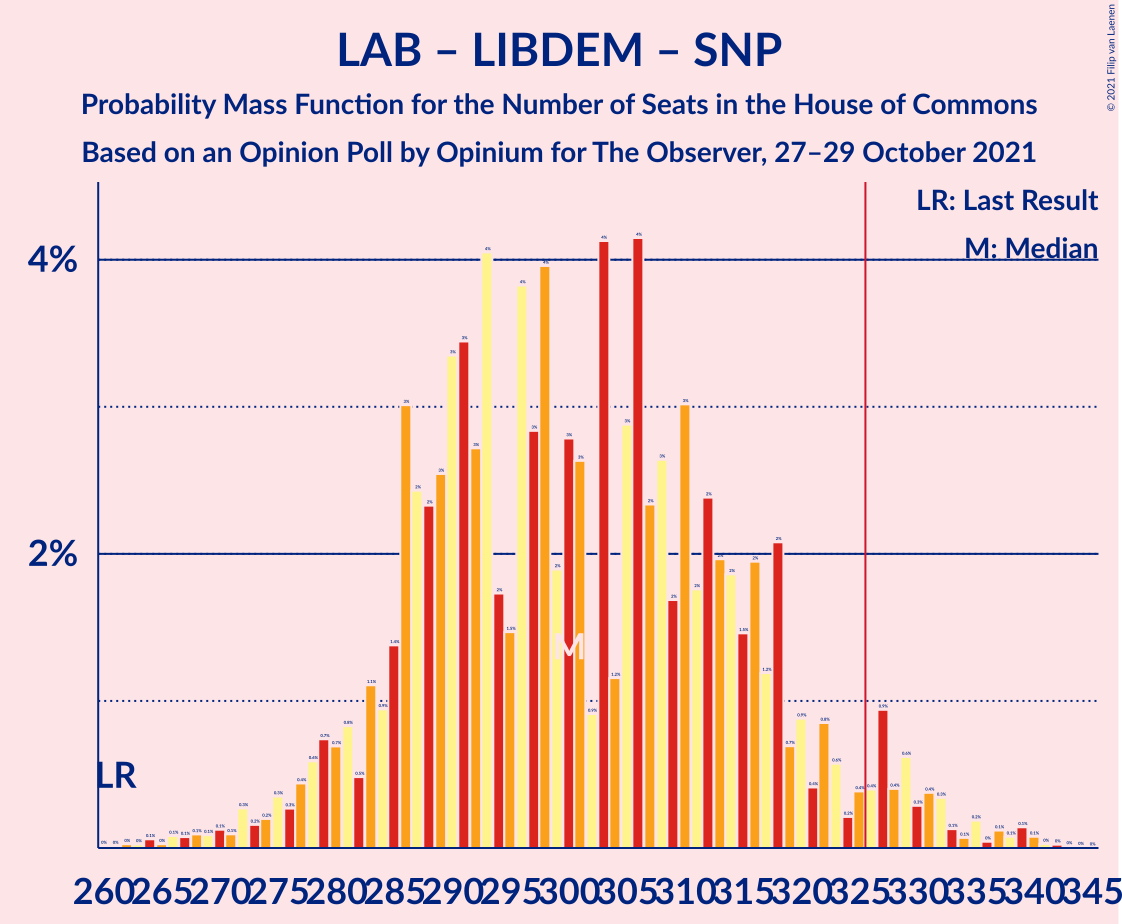 LAB – LIBDEM – SNP
Probability Mass Function for the Number of Seats in the House of Commons
Based on an Opinion Poll by Opinium for The Observer, 27–29 October 2021
© 2021 Filip van Laenen
LR: Last Result
M: Median
4%
2%
LR
M
260 265 270 275 280 285 290 295 300 305 310 315 320 325 330 335 340 345